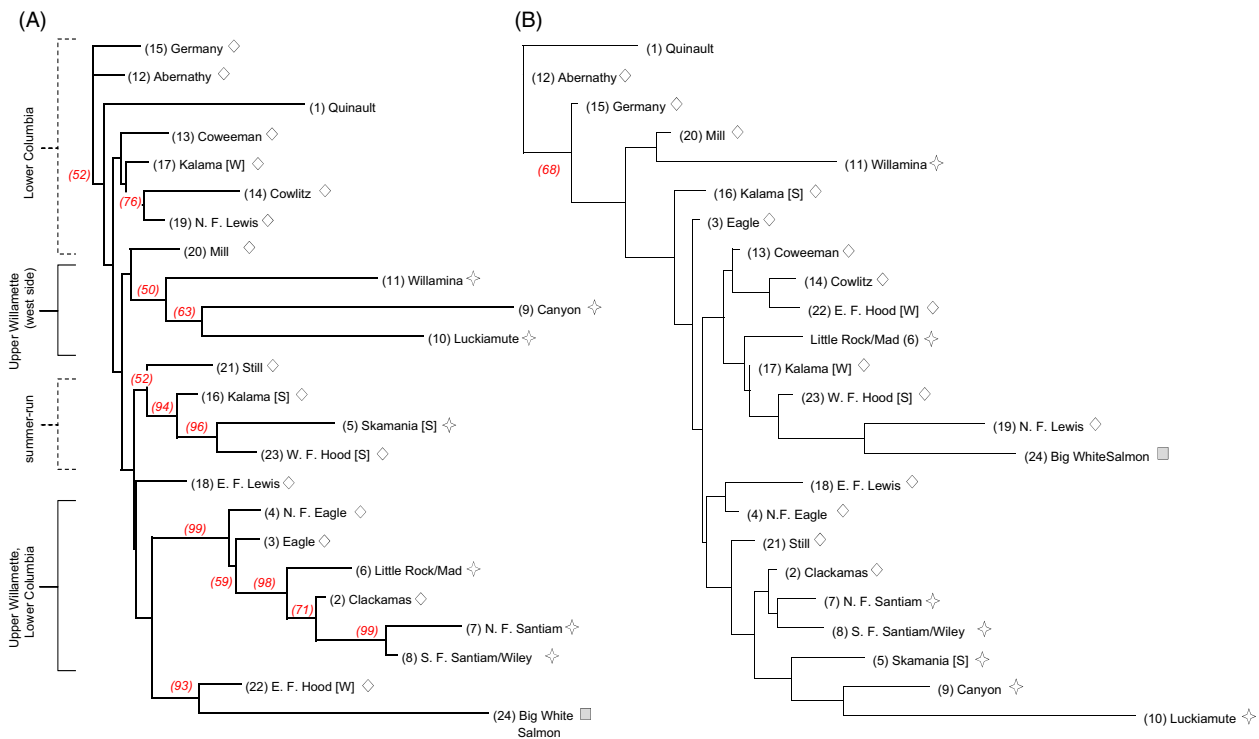 (A)
(15) Germany
(12) Abernathy
(1) Quinault
(13) Coweeman
(17) Kalama [W]
(52)
(14) Cowlitz
(76)
(19) N. F. Lewis
Lower Columbia
(20) Mill
(11) Willamina
(50)
(9) Canyon
(63)
(10) Luckiamute
Upper Willamette
(west side)
(21) Still
(52)
(16) Kalama [S]
(94)
(5) Skamania [S]
(96)
(23) W. F. Hood [S]
summer-run
(18) E. F. Lewis
(4) N. F. Eagle
(99)
(3) Eagle
(6) Little Rock/Mad
(59)
(98)
(2) Clackamas
(71)
(7) N. F. Santiam
(99)
(8) S. F. Santiam/Wiley
Upper Willamette,
Lower Columbia
(22) E. F. Hood [W]
(93)
(24) Big White
Salmon
(B)
(1) Quinault
(12) Abernathy
(15) Germany
(20) Mill
(11) Willamina
(68)
(16) Kalama [S]
(3) Eagle
(13) Coweeman
(14) Cowlitz
(22) E. F. Hood [W]
Little Rock/Mad (6)
(17) Kalama [W]
(23) W. F. Hood [S]
(19) N. F. Lewis
(24) Big WhiteSalmon
(18) E. F. Lewis
(4) N.F. Eagle
(21) Still
(2) Clackamas
(7) N. F. Santiam
(8) S. F. Santiam/Wiley
(5) Skamania [S]
(9) Canyon
(10) Luckiamute